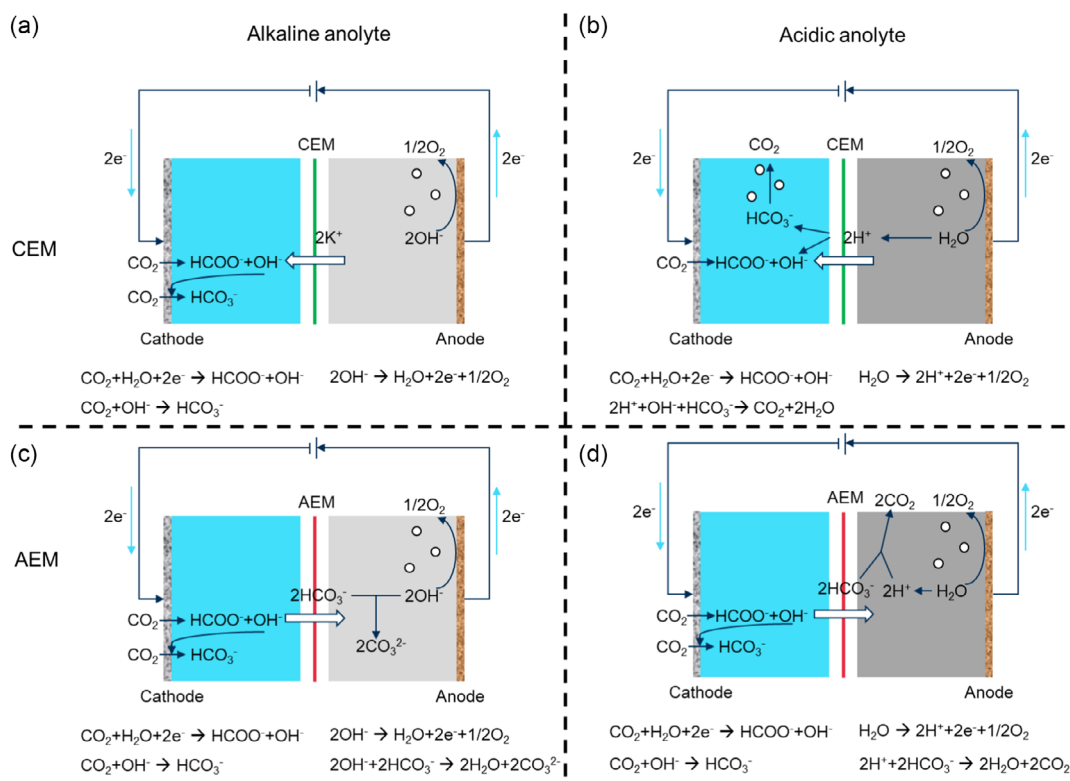 (a)
Alkaline anolyte
(b)
Acidic anolyte
CEM
AEM
2e⁻
CEM
1/2O₂
2e⁻
2K⁺
2OH⁻
CO₂
HCOO⁻+OH⁻
CO₂
HCO₃⁻
Cathode
Anode
CO₂+H₂O+2e⁻ → HCOO⁻+OH⁻
2OH⁻ → H₂O+2e⁻+1/2O₂
CO₂+OH⁻ → HCO₃⁻
2e⁻
CO₂
CEM
1/2O₂
2e⁻
HCO₃⁻
2H⁺
H₂O
CO₂
HCOO⁻+OH⁻
Cathode
Anode
CO₂+H₂O+2e⁻ → HCOO⁻+OH⁻
H₂O → 2H⁺+2e⁻+1/2O₂
2H⁺+OH⁻+HCO₃⁻→ CO₂+2H₂O
(c)
2e⁻
AEM
1/2O₂
2e⁻
2HCO₃⁻
2OH⁻
CO₂
HCOO⁻+OH⁻
2CO₃²⁻
CO₂
HCO₃⁻
Cathode
Anode
CO₂+H₂O+2e⁻ → HCOO⁻+OH⁻
2OH⁻ → H₂O+2e⁻+1/2O₂
CO₂+OH⁻ → HCO₃⁻
2OH⁻+2HCO₃⁻ → 2H₂O+2CO₃²⁻
(d)
2e⁻
AEM
2CO₂
1/2O₂
2e⁻
2HCO₃⁻
2H⁺
H₂O
CO₂
HCOO⁻+OH⁻
CO₂
HCO₃⁻
Cathode
Anode
CO₂+H₂O+2e⁻ → HCOO⁻+OH⁻
H₂O → 2H⁺+2e⁻+1/2O₂
CO₂+OH⁻ → HCO₃⁻
2H⁺+2HCO₃⁻ → 2H₂O+2CO₂